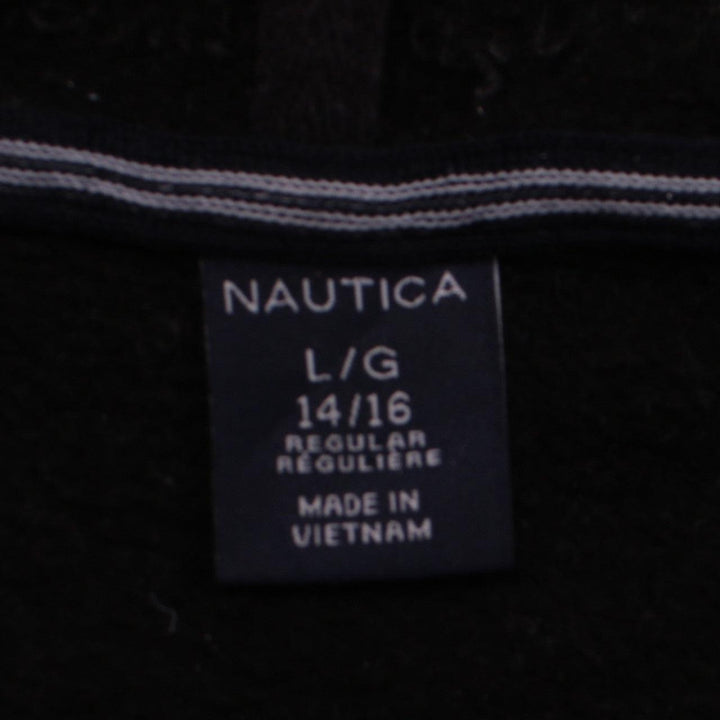 NAUTICA
L/G
14/16
REGULAR
RÉGULIÈRE
MADE IN
VIETNAM